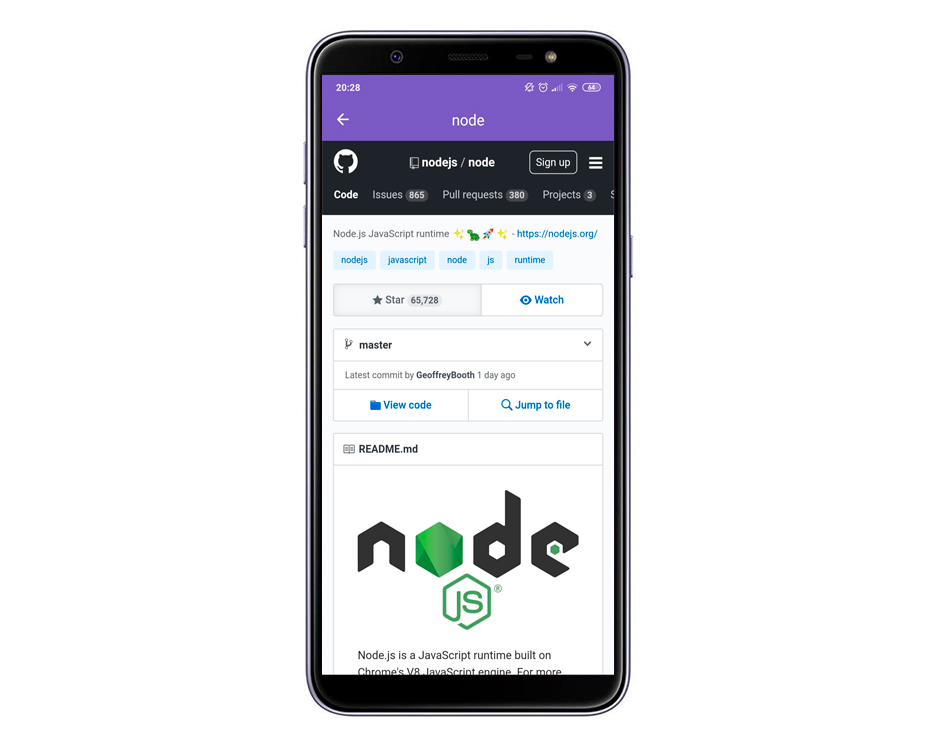 20:28 64
node
nodejs / node Sign up
Code Issues 865 Pull requests 380 Projects 3 S
Node.js JavaScript runtime ✨🐢🚀✨ - https://nodejs.org/
nodejs javascript node js runtime
Star 65,728 Watch
master
Latest commit by GeoffreyBooth 1 day ago
View code Jump to file
README.md
node
JS ®
Node.js is a JavaScript runtime built on
Chrome's V8 JavaScript engine. For more